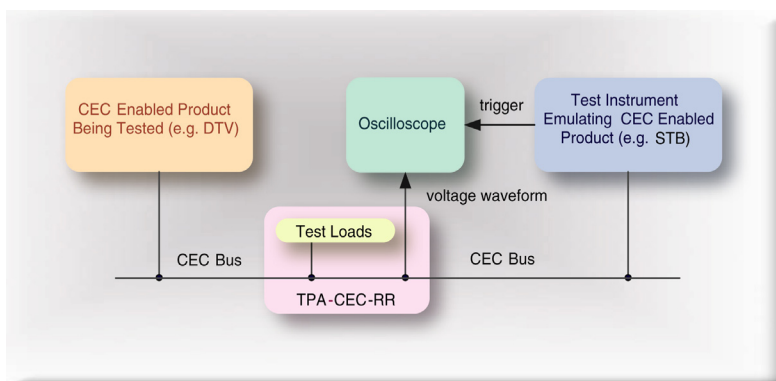 CEC Enabled Product
Being Tested (e.g. DTV)
Oscilloscope
trigger
Test Instrument
Emulating CEC Enabled
Product (e.g. STB)
voltage waveform
Test Loads
CEC Bus
CEC Bus
TPA-CEC-RR